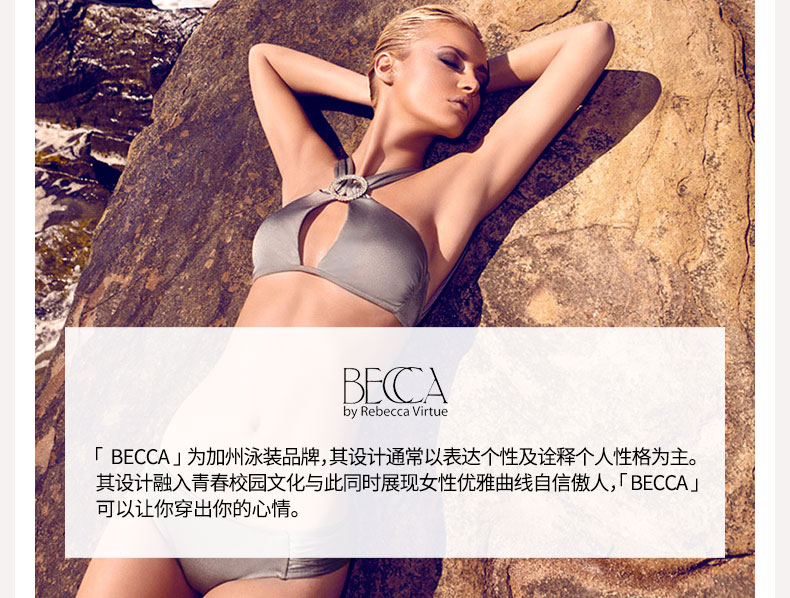 BECCA
by Rebecca Virtue
「 BECCA 」为加州泳装品牌，其设计通常以表达个性及诠释个人性格为主。
其设计融入青春校园文化与此同时展现女性优雅曲线自信傲人，「BECCA」
可以让你穿出你的心情。